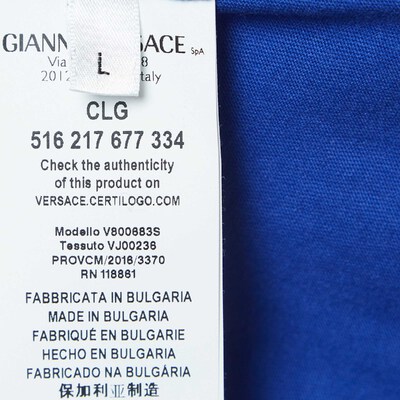 GIANN SACE SpA
Via 8
2012 taly
L
CLG
516 217 677 334
Check the authenticity
of this product on
VERSACE.CERTILOGO.COM
Modello V800683S
Tessuto VJ00236
PROVCM/2016/3370
RN 118861
FABBRICATA IN BULGARIA
MADE IN BULGARIA
FABRIQUÉ EN BULGARIE
HECHO EN BULGARIA
FABRICADO NA BULGÀRIA
保加利亚制造